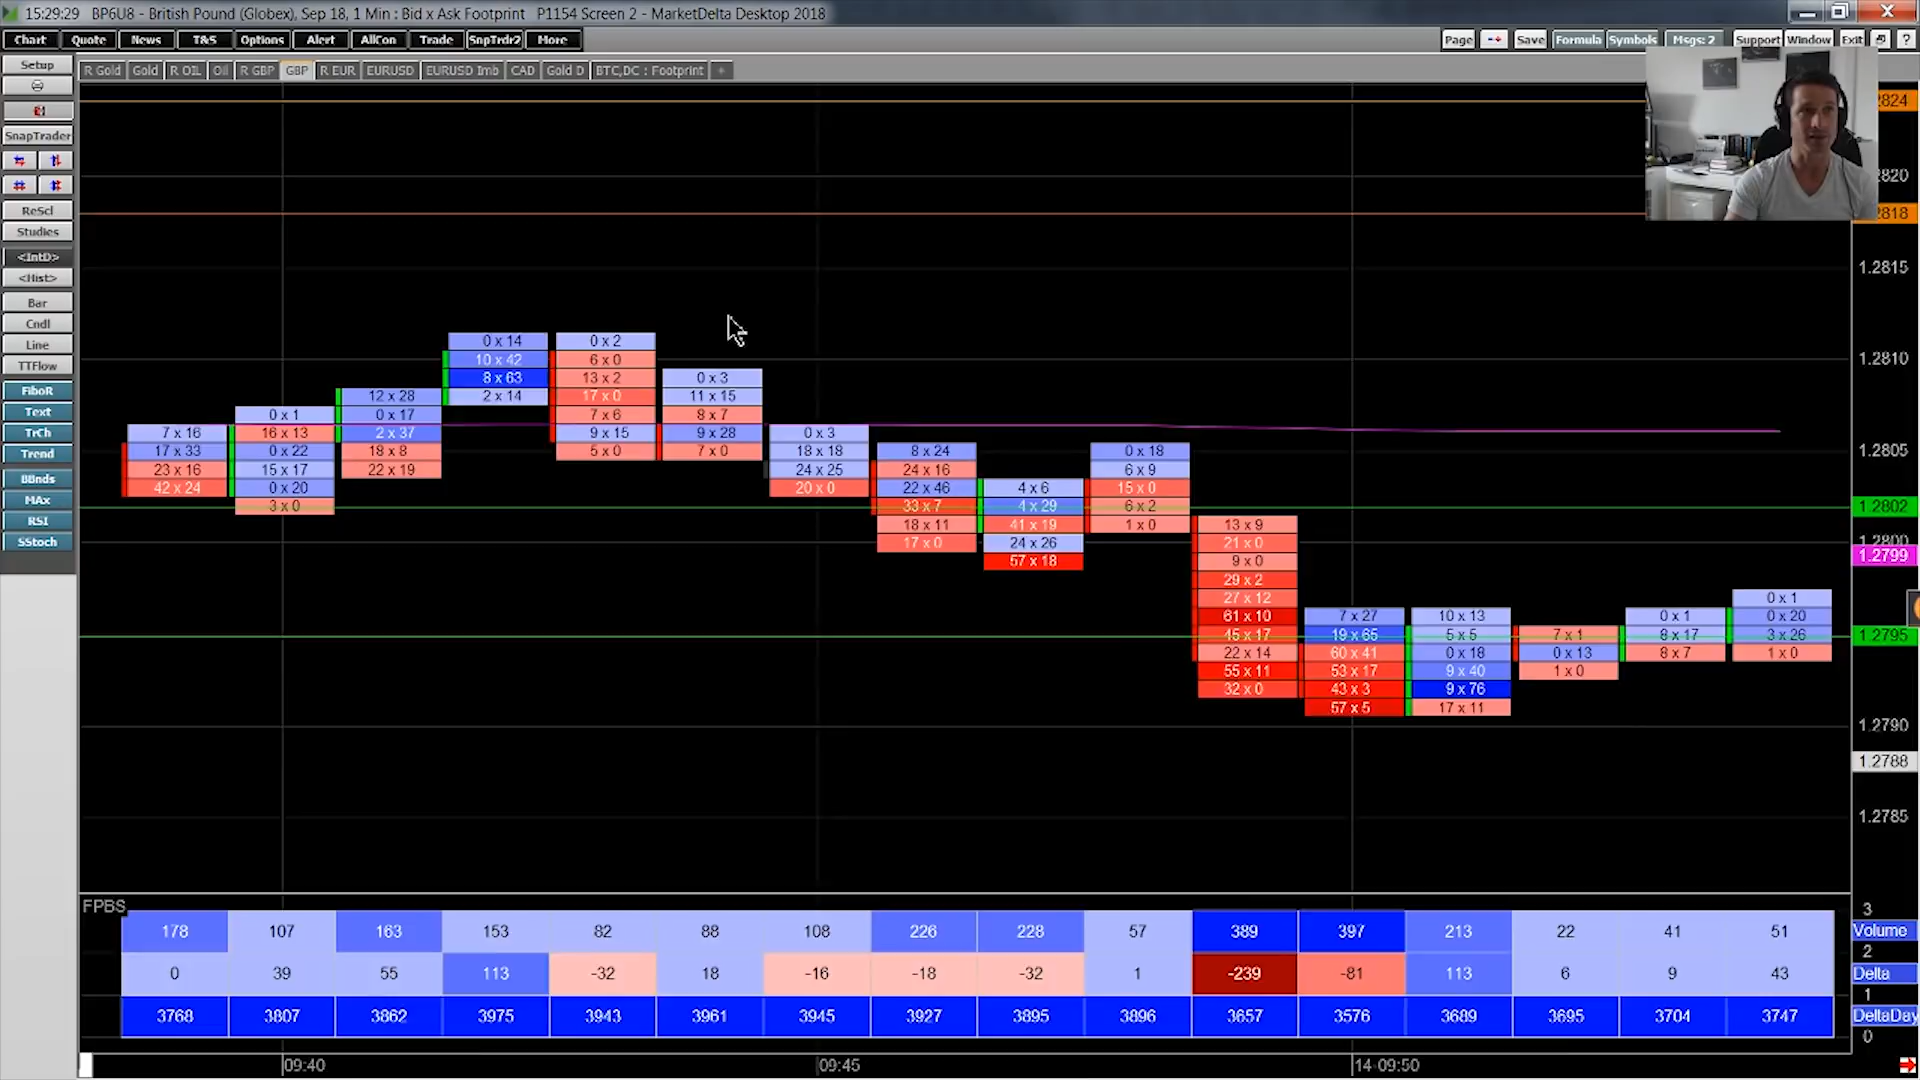 15:29:29 BP6U8 - British Pound (Globex), Sep 18, 1 Min : Bid x Ask Footprint P1154 Screen 2 - MarketDelta Desktop 2018
Chart Quote News T&S Options Alert AllCon Trade SnpTrdr2 More Page Save Formula Symbols Msgs: 2 Support Window Exit ?
Setup R Gold Gold R OIL Oil R GBP GBP R EUR EURUSD EURUSD Imb CAD Gold D BTC,DC : Footprint +
SnapTrader
ReScl
Studies
<IntD>
<Hist>
Bar
Cndl
Line
TTFlow
FiboR
Text
TrCh
Trend
BBnds
MAx
RSI
SStoch
7 x 16
17 x 33
23 x 16
42 x 24
0 x 1
16 x 13
0 x 22
15 x 17
0 x 20
3 x 0
12 x 28
0 x 17
2 x 37
18 x 8
22 x 19
0 x 14
10 x 42
8 x 63
2 x 14
0 x 2
6 x 0
13 x 2
17 x 0
7 x 6
9 x 15
5 x 0
0 x 3
11 x 15
8 x 7
9 x 28
7 x 0
0 x 3
18 x 18
24 x 25
20 x 0
8 x 24
24 x 16
22 x 46
33 x 7
18 x 11
17 x 0
4 x 6
4 x 29
41 x 19
24 x 26
57 x 18
0 x 18
6 x 9
15 x 0
6 x 2
1 x 0
13 x 9
21 x 0
9 x 0
29 x 2
27 x 12
61 x 10
45 x 17
22 x 14
55 x 11
32 x 0
7 x 27
19 x 65
60 x 41
53 x 17
43 x 3
57 x 5
10 x 13
5 x 5
0 x 18
9 x 40
9 x 76
17 x 11
7 x 1
0 x 13
1 x 0
0 x 1
8 x 17
8 x 7
0 x 1
0 x 20
3 x 26
1 x 0
2824
2820
2818
1.2815
1.2810
1.2805
1.2802
1.2800
1.2799
1.2795
1.2790
1.2788
1.2785
FPBS 3
178 107 163 153 82 88 108 226 228 57 389 397 213 22 41 51 Volume
2
0 39 55 113 -32 18 -16 -18 -32 1 -239 -81 113 6 9 43 Delta
1
3768 3807 3862 3975 3943 3961 3945 3927 3895 3896 3657 3576 3689 3695 3704 3747 DeltaDay
0
09:40 09:45 14-09:50